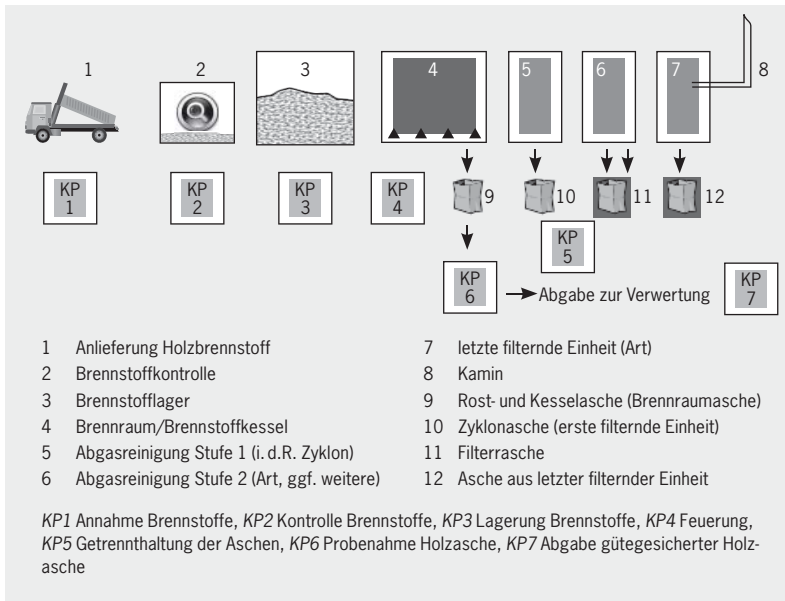 1 2 3 4 5 6 7 8
KP 1
KP 2
KP 3
KP 4
9 10 11 12
KP 5
KP 6
Abgabe zur Verwertung
KP 7
1 Anlieferung Holzbrennstoff
2 Brennstoffkontrolle
3 Brennstofflager
4 Brennraum/Brennstoffkessel
5 Abgasreinigung Stufe 1 (i. d.R. Zyklon)
6 Abgasreinigung Stufe 2 (Art, ggf. weitere)
7 letzte filternde Einheit (Art)
8 Kamin
9 Rost- und Kesselasche (Brennraumasche)
10 Zyklonasche (erste filternde Einheit)
11 Filterrasche
12 Asche aus letzter filternder Einheit
KP1 Annahme Brennstoffe, KP2 Kontrolle Brennstoffe, KP3 Lagerung Brennstoffe, KP4 Feuerung,
KP5 Getrennthaltung der Aschen, KP6 Probenahme Holzasche, KP7 Abgabe gütegesicherter Holz-
asche